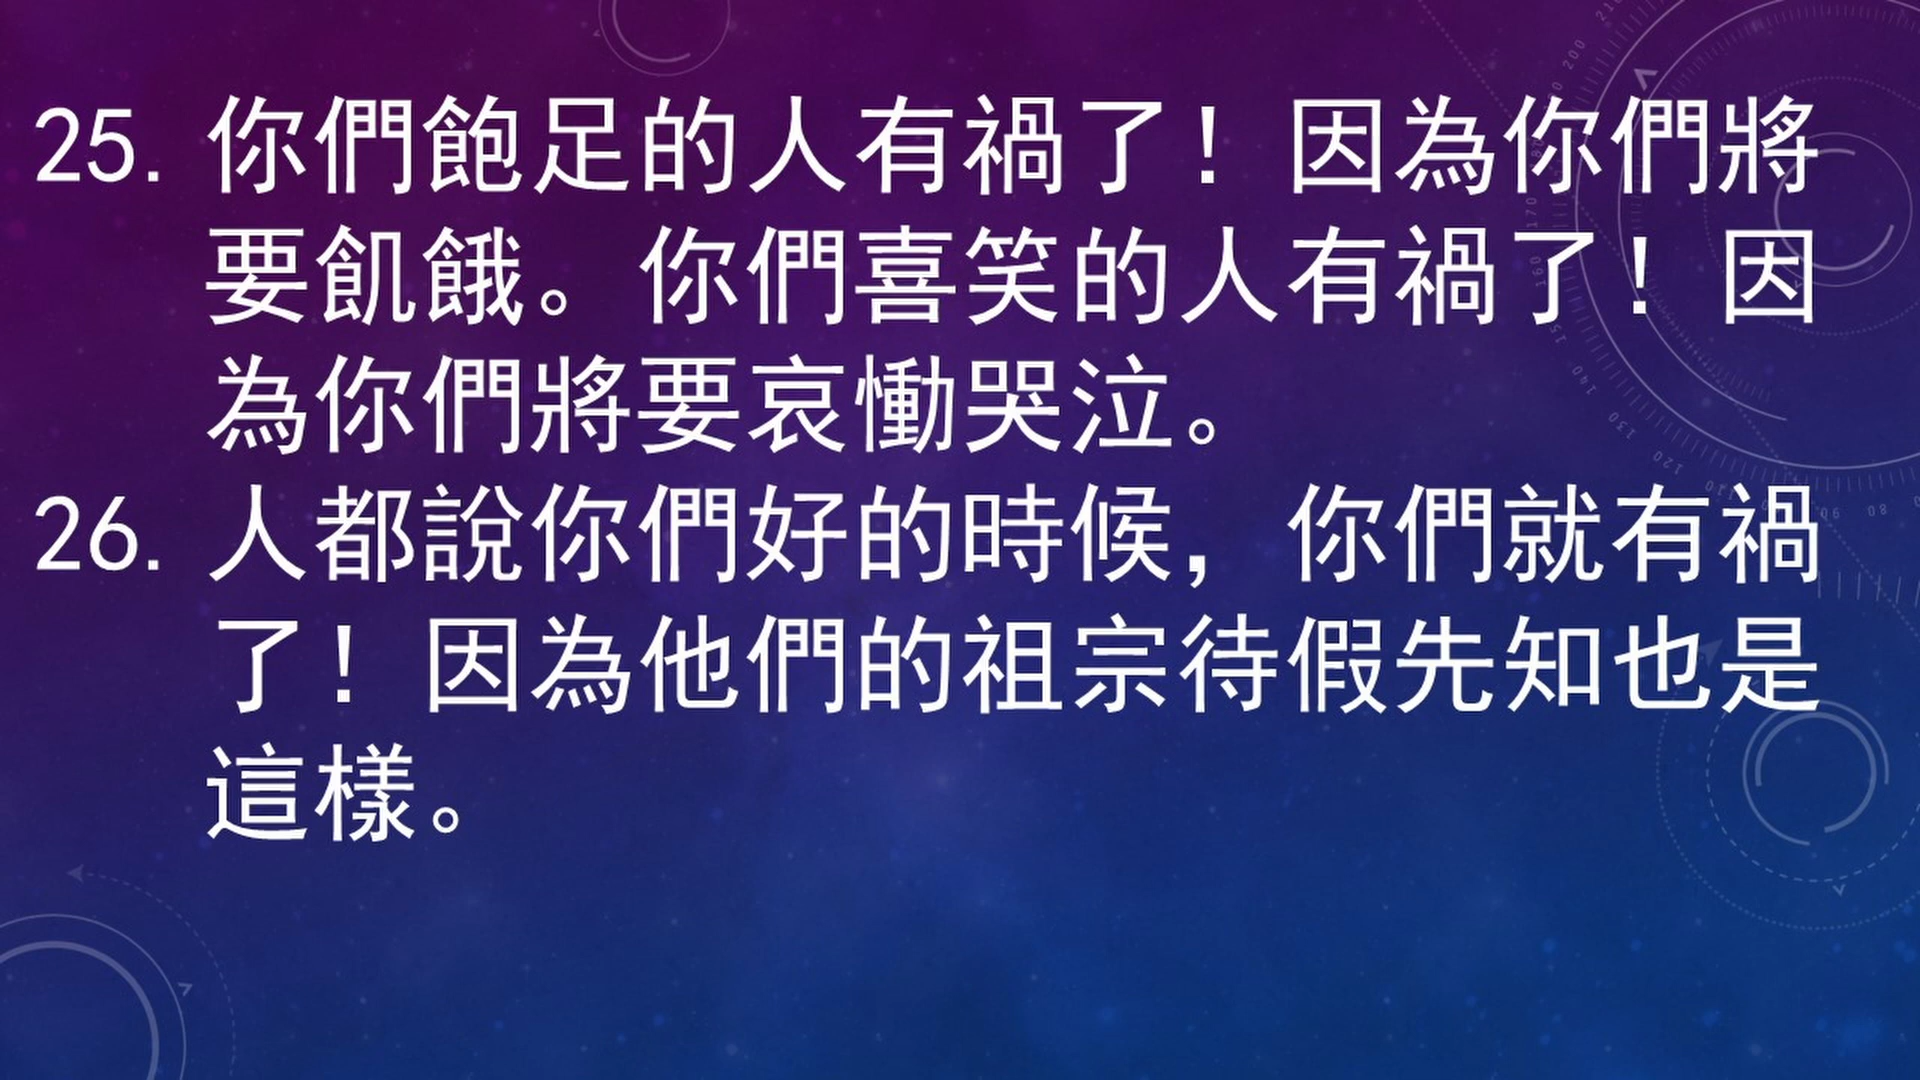 25. 你們飽足的人有禍了！因為你們將
要飢餓。你們喜笑的人有禍了！因
為你們將要哀慟哭泣。
26. 人都說你們好的時候，你們就有禍
了！因為他們的祖宗待假先知也是
這樣。